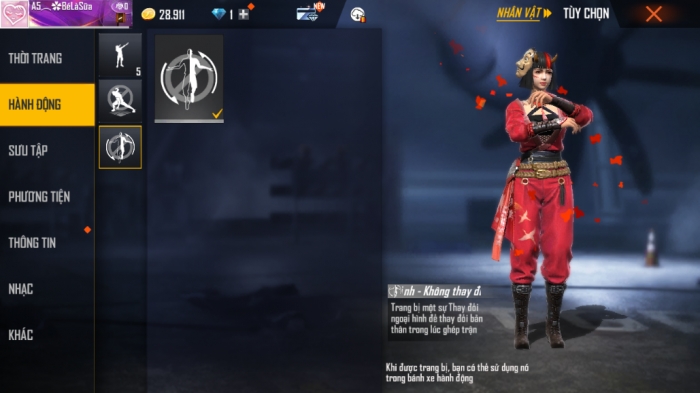 A5
BéLàSữa
0
28.911
1
NEW
NHÂN VẬT
TÙY CHỌN
THỜI TRANG
5
HÀNH ĐỘNG
SƯU TẬP
PHƯƠNG TIỆN
THÔNG TIN
NHẠC
KHÁC
nh - Không thay đ
Trang bị một sự Thay đổi
ngoại hình để thay đổi bản
thân trong lúc ghép trận
Khi được trang bị, bạn có thể sử dụng nó
trong bánh xe hành động